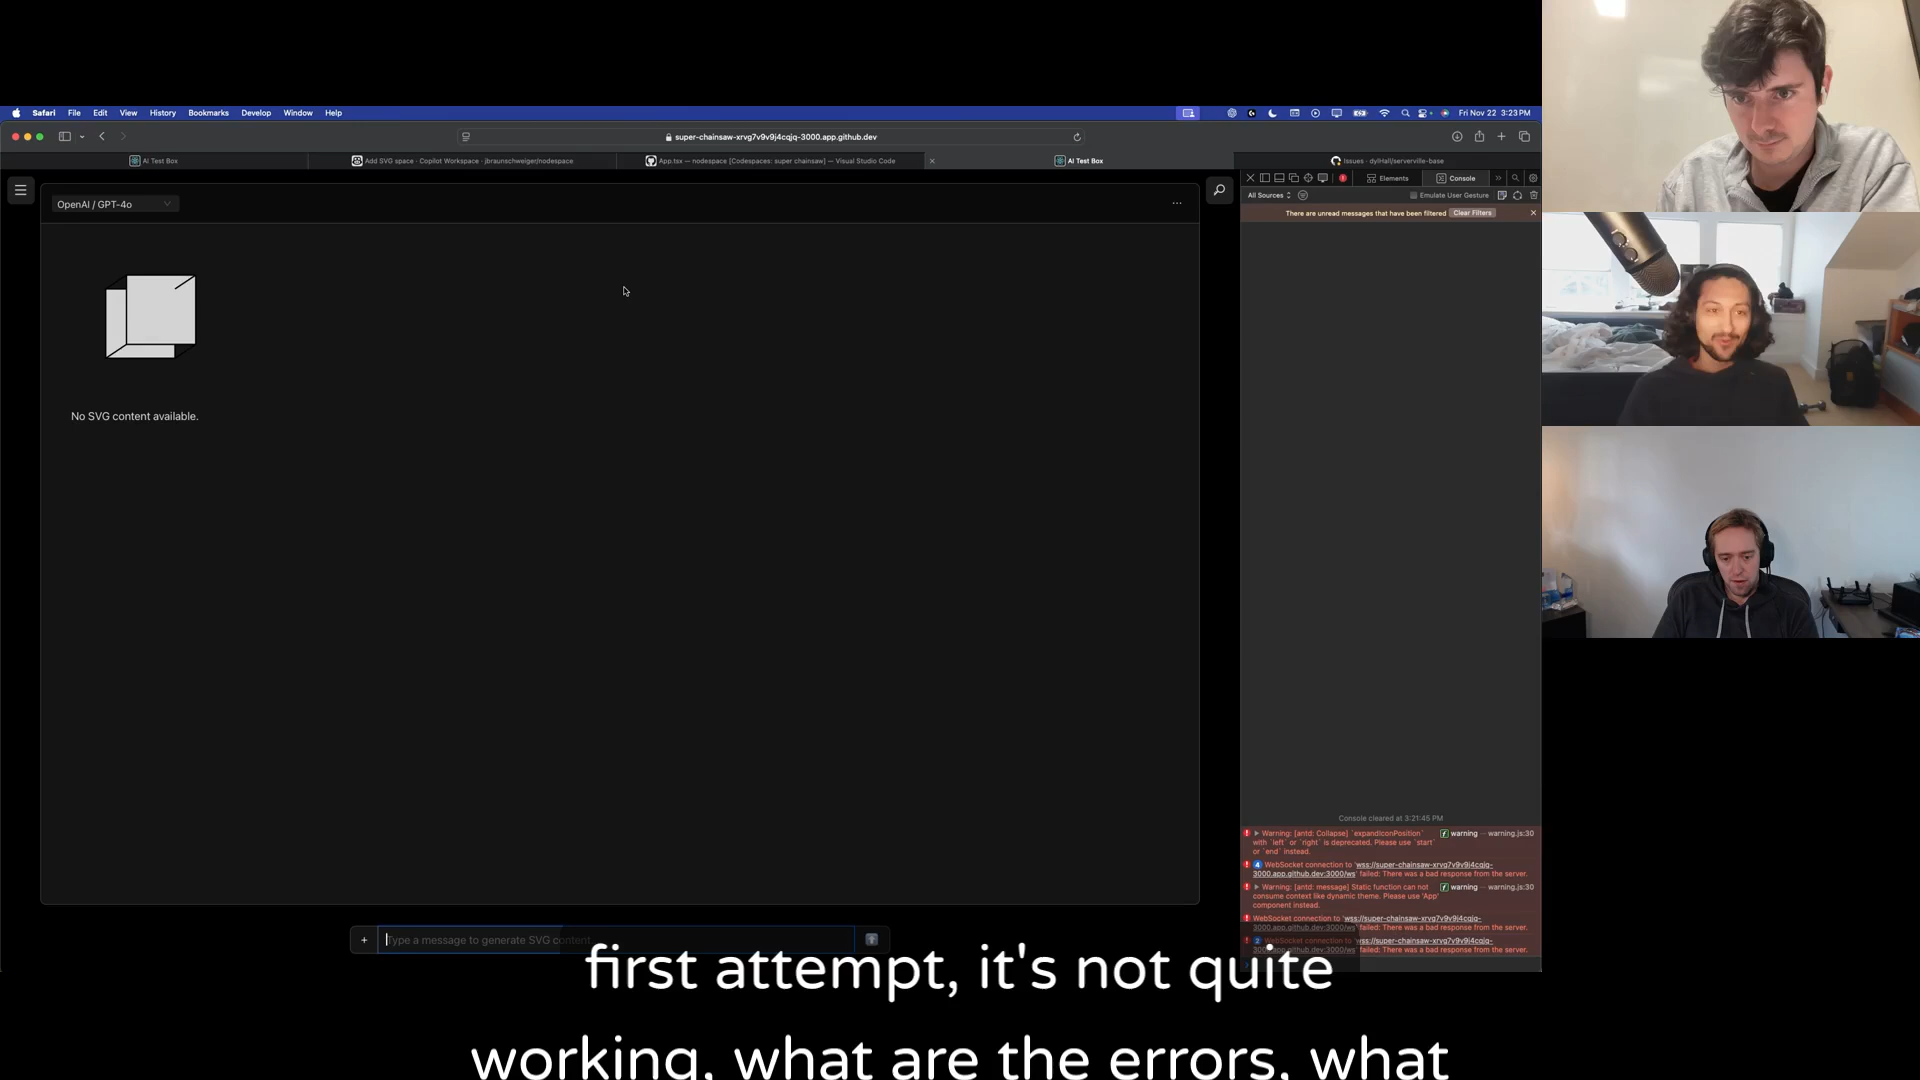 Safari File Edit View History Bookmarks Develop Window Help Fri Nov 22 3:23 PM
super-chainsaw-xrvg7v9v9j4cqjq-3000.app.github.dev
AI Test Box
Add SVG space · Copilot Workspace · jbraunschweiger/nodespace
App.tsx — nodespace [Codespaces: super chainsaw] — Visual Studio Code
AI Test Box
Issues · dylHall/serverville-base
Elements Console
All Sources Emulate User Gesture
There are unread messages that have been filtered Clear Filters
OpenAI / GPT-4o
No SVG content available.
Console cleared at 3:21:45 PM
Warning: [antd: Collapse] `expandIconPosition` warning — warning.js:30
with `left` or `right` is deprecated. Please use `start`
or `end` instead.
4 WebSocket connection to 'wss://super-chainsaw-xrvg7v9v9j4cqjq-
3000.app.github.dev:3000/ws' failed: There was a bad response from the server.
Warning: [antd: message] Static function can not warning — warning.js:30
consume context like dynamic theme. Please use 'App'
component instead.
WebSocket connection to 'wss://super-chainsaw-xrvg7v9v9j4cqjq-
3000.app.github.dev:3000/ws' failed: There was a bad response from the server.
2 WebSocket connection to 'wss://super-chainsaw-xrvg7v9v9j4cqjq-
3000.app.github.dev:3000/ws' failed: There was a bad response from the server.
+ Type a message to generate SVG content
first attempt, it's not quite
working, what are the errors, what